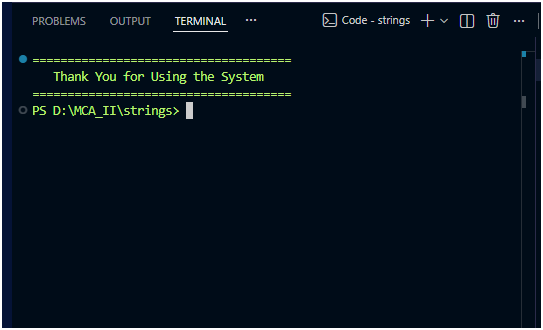 PROBLEMS OUTPUT TERMINAL ··· Code - strings ···
=====================================
Thank You for Using the System
=====================================
PS D:\MCA_II\strings>